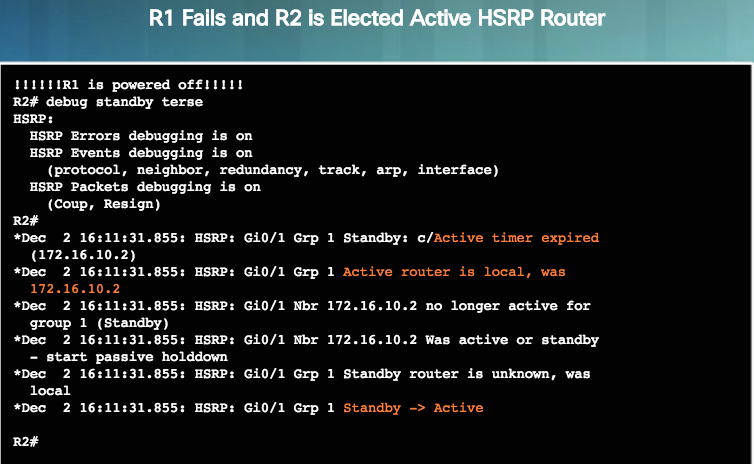 R1 Fails and R2 is Elected Active HSRP Router
!!!!!!R1 is powered off!!!!!
R2# debug standby terse
HSRP:
  HSRP Errors debugging is on
  HSRP Events debugging is on
    (protocol, neighbor, redundancy, track, arp, interface)
  HSRP Packets debugging is on
    (Coup, Resign)
R2#
*Dec  2 16:11:31.855: HSRP: Gi0/1 Grp 1 Standby: c/Active timer expired
  (172.16.10.2)
*Dec  2 16:11:31.855: HSRP: Gi0/1 Grp 1 Active router is local, was
  172.16.10.2
*Dec  2 16:11:31.855: HSRP: Gi0/1 Nbr 172.16.10.2 no longer active for
  group 1 (Standby)
*Dec  2 16:11:31.855: HSRP: Gi0/1 Nbr 172.16.10.2 Was active or standby
  - start passive holddown
*Dec  2 16:11:31.855: HSRP: Gi0/1 Grp 1 Standby router is unknown, was
  local
*Dec  2 16:11:31.855: HSRP: Gi0/1 Grp 1 Standby -> Active
R2#